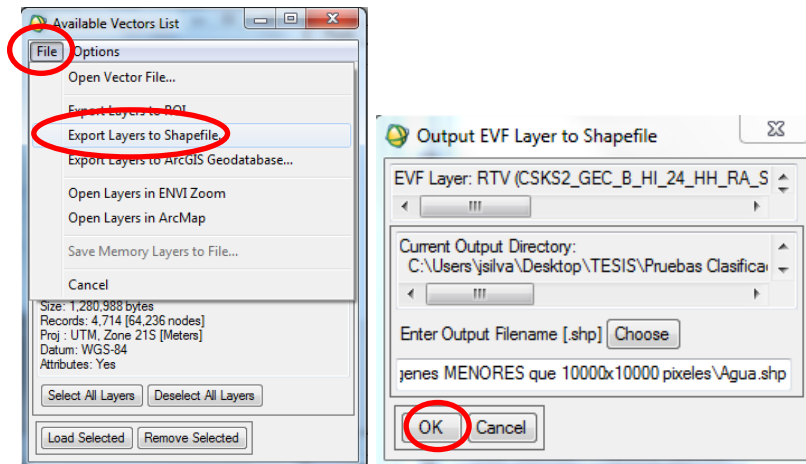 Available Vectors List
File Options
Open Vector File...
Export Layers to ROI
Export Layers to Shapefile...
Export Layers to ArcGIS Geodatabase...
Open Layers in ENVI Zoom
Open Layers in ArcMap
Save Memory Layers to File...
Cancel
Size: 1,280,988 bytes
Records: 4,714 [64,236 nodes]
Proj : UTM, Zone 21S [Meters]
Datum: WGS-84
Attributes: Yes
Select All Layers Deselect All Layers
Load Selected Remove Selected
Output EVF Layer to Shapefile
EVF Layer: RTV (CSKS2_GEC_B_HI_24_HH_RA_S
Current Output Directory:
C:\Users\jsilva\Desktop\TESIS\Pruebas Clasifica
Enter Output Filename [.shp] Choose
genes MENORES que 10000x10000 pixeles\Agua.shp
OK Cancel